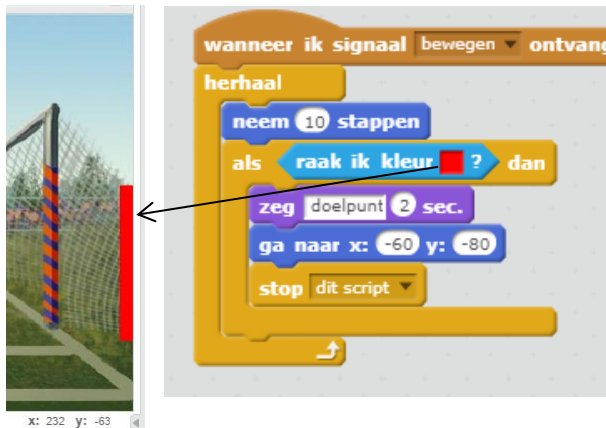 wanneer ik signaal bewegen ontvang
herhaal
neem 10 stappen
als raak ik kleur ? dan
zeg doelpunt 2 sec.
ga naar x: -60 y: -80
stop dit script
x: 232 y: -63